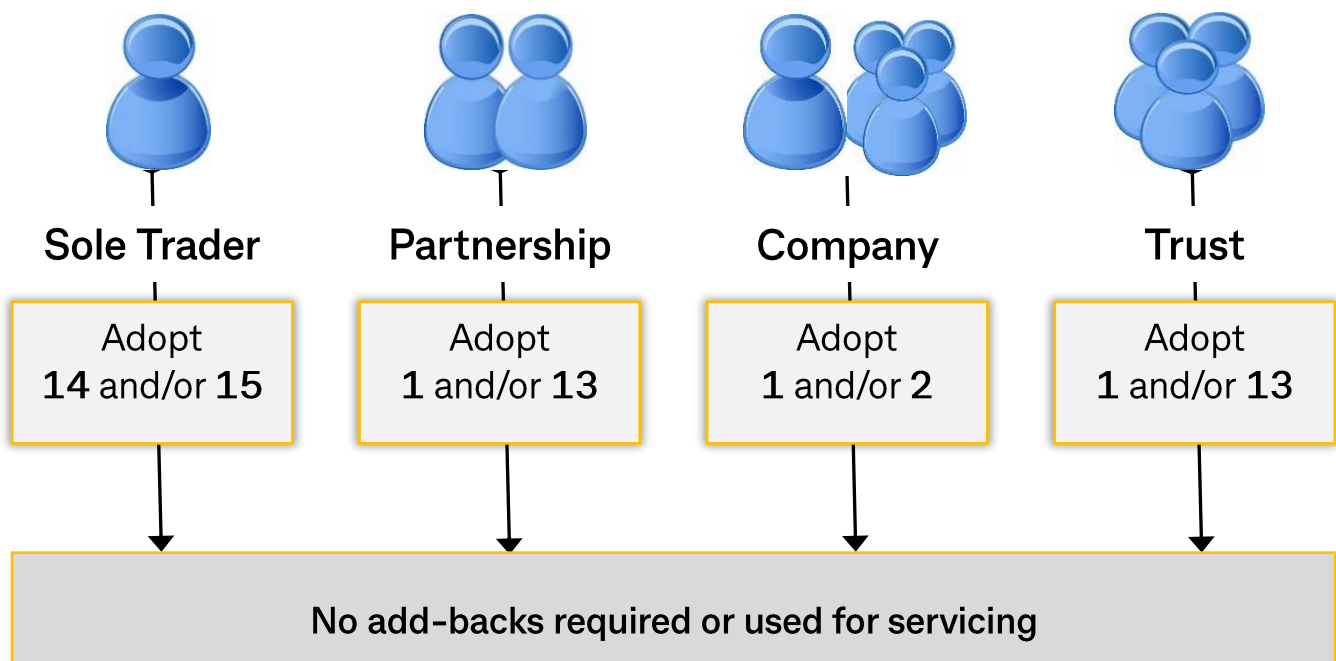 Sole Trader
Partnership
Company
Trust
Adopt
14 and/or 15
Adopt
1 and/or 13
Adopt
1 and/or 2
Adopt
1 and/or 13
No add-backs required or used for servicing